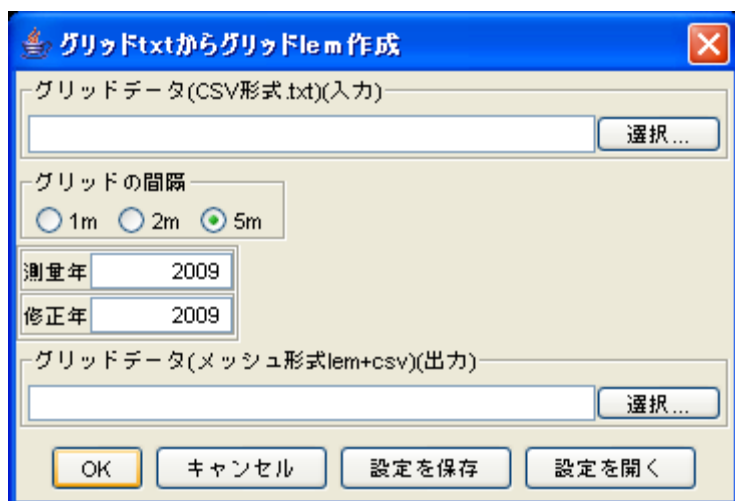 グリッドtxtからグリッドlem作成
グリッドデータ(CSV形式.txt)(入力)
選択...
グリッドの間隔
1m 2m 5m
測量年 2009
修正年 2009
グリッドデータ(メッシュ形式lem+csv)(出力)
選択...
OK キャンセル 設定を保存 設定を開く